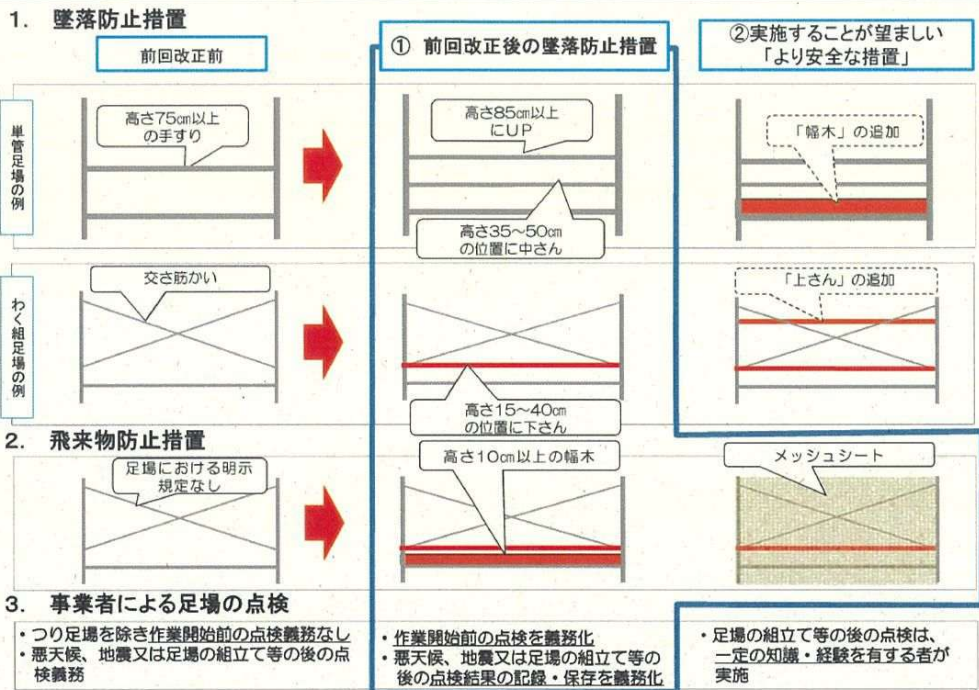 1. 墜落防止措置
前回改正前
① 前回改正後の墜落防止措置
②実施することが望ましい
「より安全な措置」
単管足場の例
高さ75㎝以上
の手すり
高さ85㎝以上
にUP
高さ35～50㎝
の位置に中さん
「幅木」の追加
わく組足場の例
交さ筋かい
高さ15～40㎝
の位置に下さん
「上さん」の追加
2. 飛来物防止措置
足場における明示
規定なし
高さ10㎝以上の幅木
メッシュシート
3. 事業者による足場の点検
・つり足場を除き作業開始前の点検義務なし
・悪天候、地震又は足場の組立て等の後の点
検義務
・作業開始前の点検を義務化
・悪天候、地震又は足場の組立て等の
後の点検結果の記録・保存を義務化
・足場の組立て等の後の点検は、
一定の知識・経験を有する者が
実施